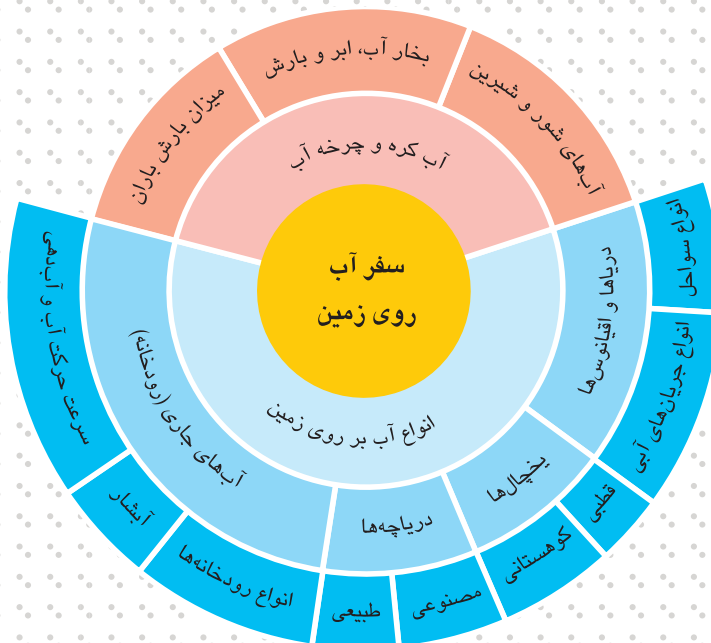 سفر آب
روی زمین
آب کره و چرخه آب
آب‌های شور و شیرین
بخار آب، ابر و بارش
میزان بارش باران
انواع آب بر روی زمین
دریاها و اقیانوس‌ها
انواع سواحل
انواع جریان‌های آبی
یخچال‌ها
قطبی
کوهستانی
دریاچه‌ها
مصنوعی
طبیعی
آب‌های جاری (رودخانه)
انواع رودخانه‌ها
آبشار
سرعت حرکت آب و آبدهی